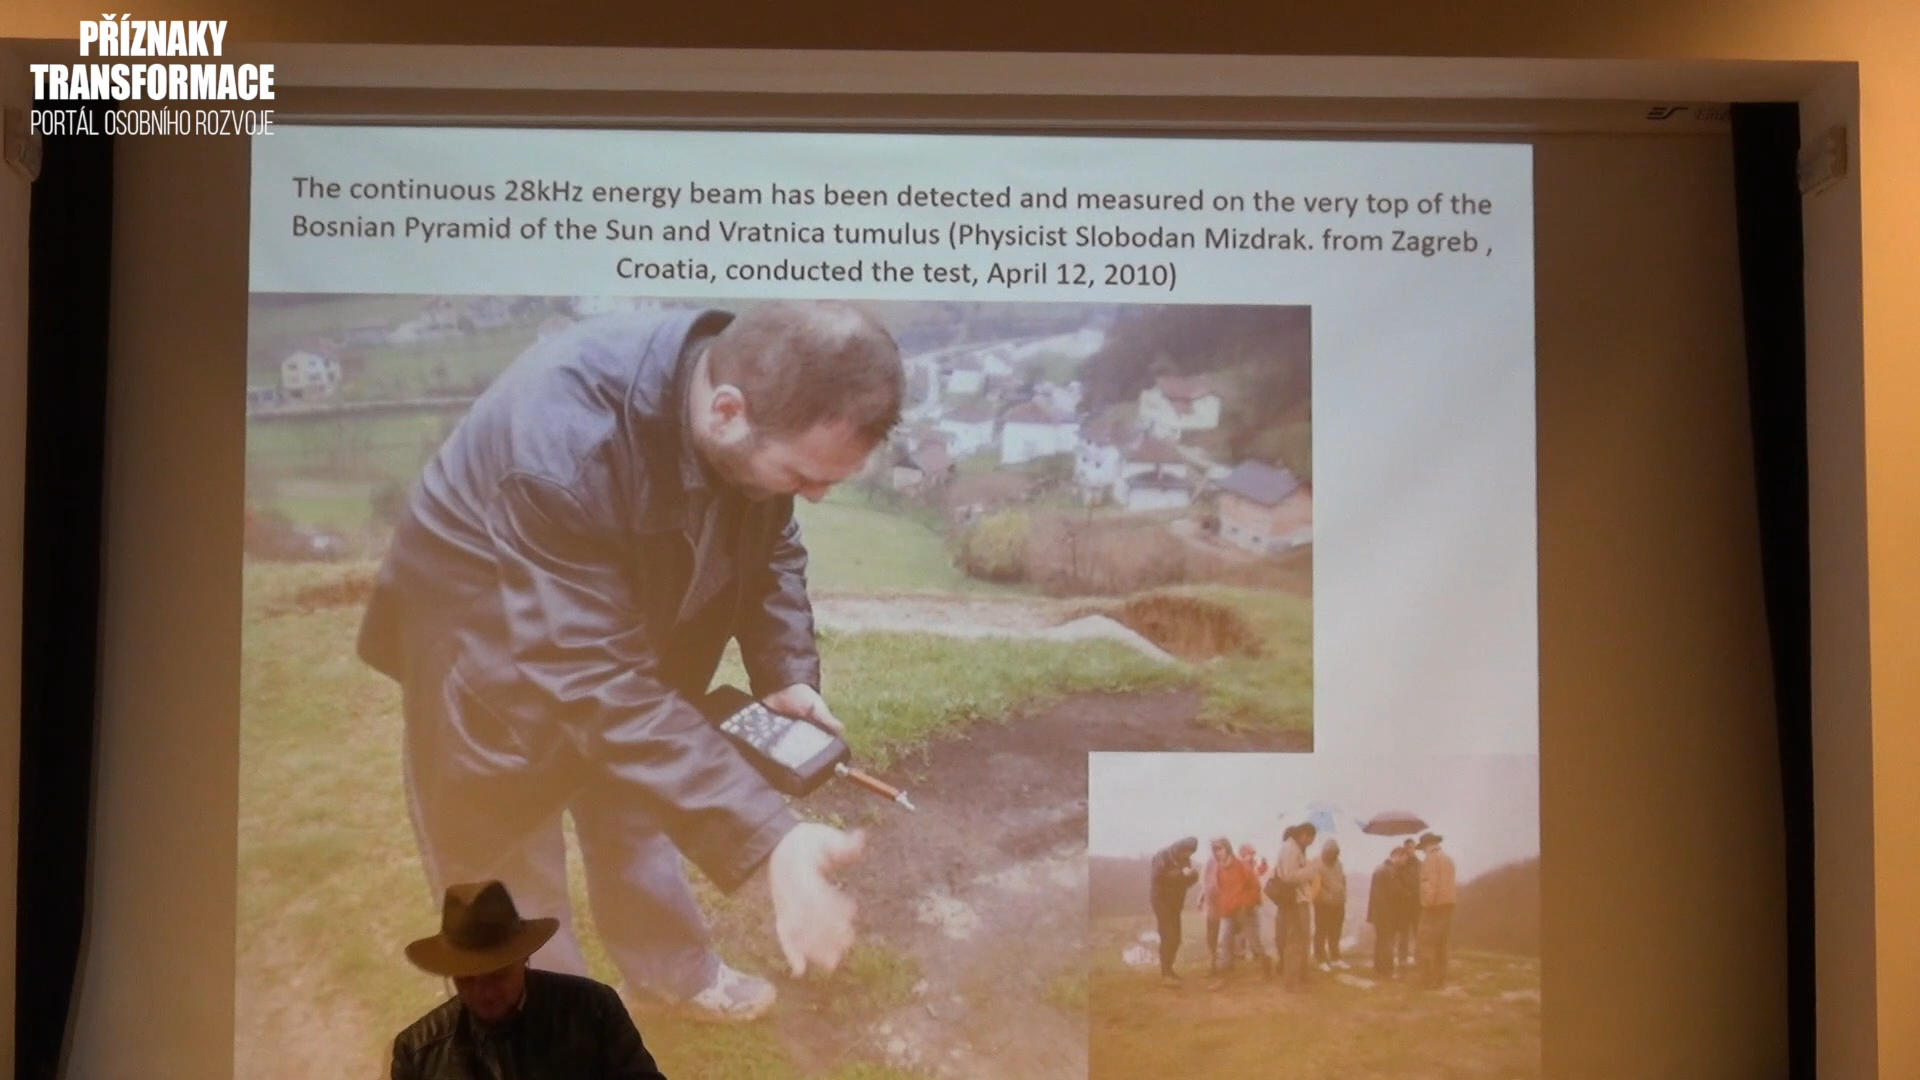 PŘÍZNAKY
TRANSFORMACE
PORTÁL OSOBNÍHO ROZVOJE
The continuous 28kHz energy beam has been detected and measured on the very top of the
Bosnian Pyramid of the Sun and Vratnica tumulus (Physicist Slobodan Mizdrak. from Zagreb ,
Croatia, conducted the test, April 12, 2010)